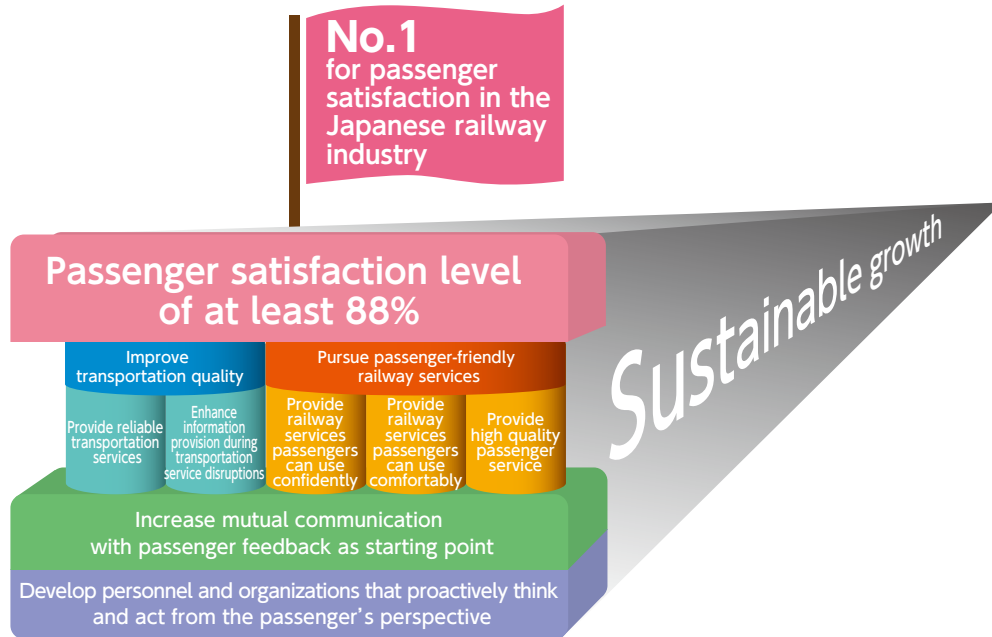 No.1
for passenger
satisfaction in the
Japanese railway
industry
Passenger satisfaction level
of at least 88%
Improve
transportation quality
Pursue passenger-friendly
railway services
Provide reliable
transportation
services
Enhance
information
provision during
transportation
service disruptions
Provide
railway
services
passengers
can use
confidently
Provide
railway
services
passengers
can use
comfortably
Provide
high quality
passenger
service
Increase mutual communication
with passenger feedback as starting point
Develop personnel and organizations that proactively think
and act from the passenger's perspective
Sustainable growth